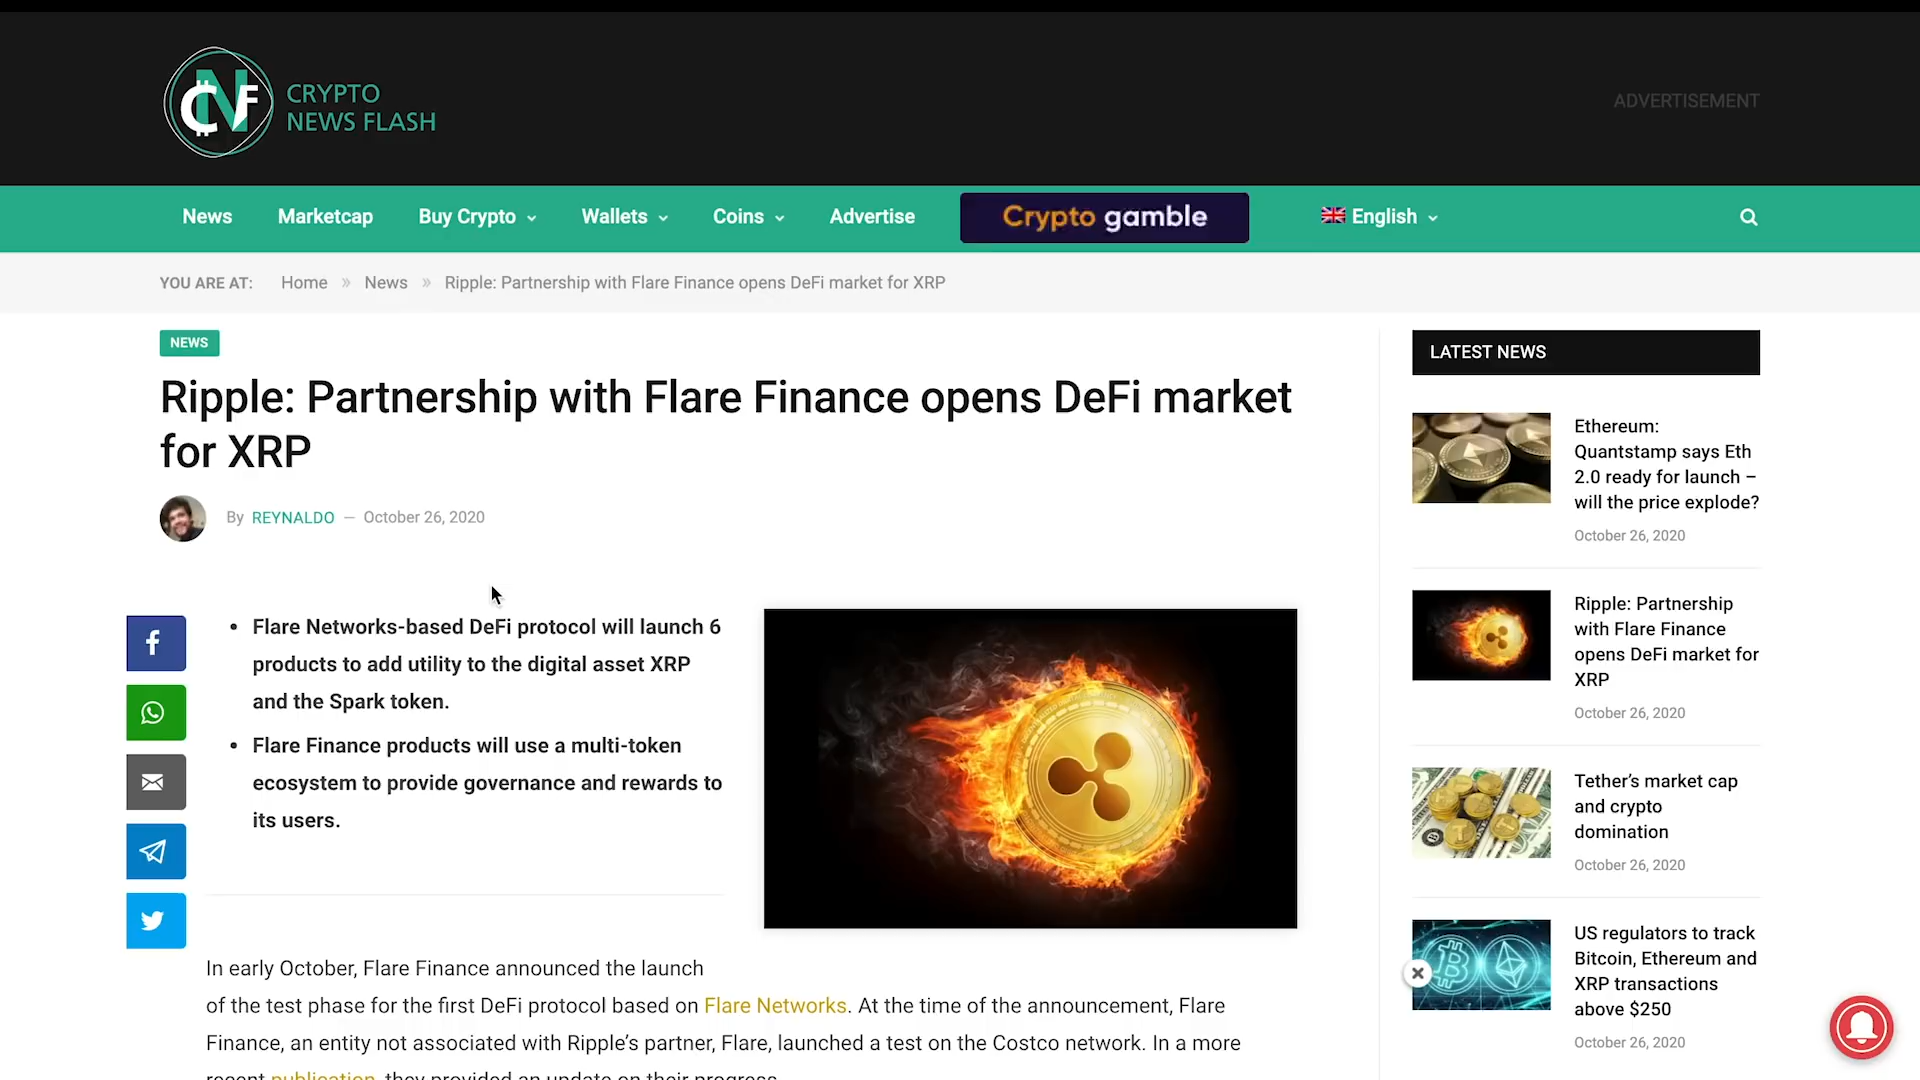 CRYPTO
NEWS FLASH
ADVERTISEMENT
News Marketcap Buy Crypto Wallets Coins Advertise Crypto gamble English
YOU ARE AT: Home » News » Ripple: Partnership with Flare Finance opens DeFi market for XRP
NEWS
Ripple: Partnership with Flare Finance opens DeFi market
for XRP
By REYNALDO — October 26, 2020
• Flare Networks-based DeFi protocol will launch 6
products to add utility to the digital asset XRP
and the Spark token.
• Flare Finance products will use a multi-token
ecosystem to provide governance and rewards to
its users.
In early October, Flare Finance announced the launch
of the test phase for the first DeFi protocol based on Flare Networks. At the time of the announcement, Flare
Finance, an entity not associated with Ripple's partner, Flare, launched a test on the Costco network. In a more
recent publication, they provided an update on their progress.
LATEST NEWS
Ethereum:
Quantstamp says Eth
2.0 ready for launch –
will the price explode?
October 26, 2020
Ripple: Partnership
with Flare Finance
opens DeFi market for
XRP
October 26, 2020
Tether's market cap
and crypto
domination
October 26, 2020
US regulators to track
Bitcoin, Ethereum and
XRP transactions
above $250
October 26, 2020